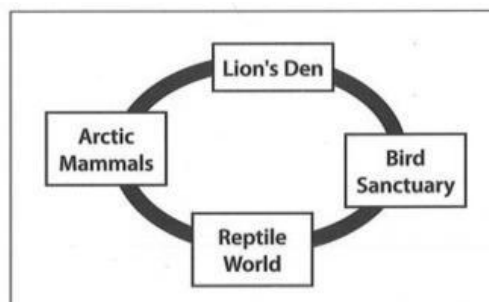 Lion's Den
Arctic
Mammals
Bird
Sanctuary
Reptile
World